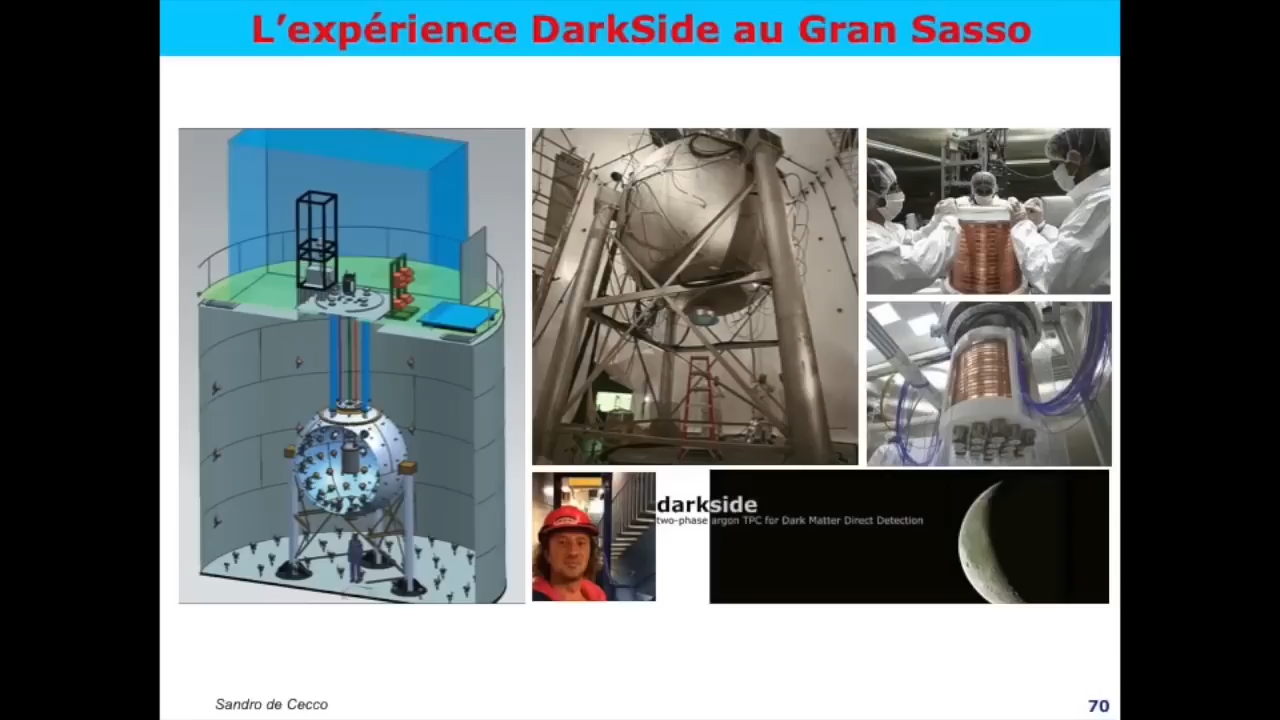 L'expérience DarkSide au Gran Sasso
darkside
two-phase argon TPC for Dark Matter Direct Detection
Sandro de Cecco
70